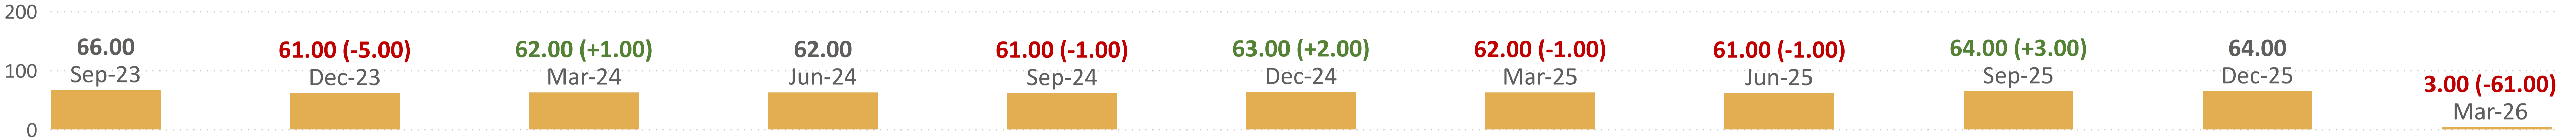 200
100
0
66.00
Sep-23
61.00 (-5.00)
Dec-23
62.00 (+1.00)
Mar-24
62.00
Jun-24
61.00 (-1.00)
Sep-24
63.00 (+2.00)
Dec-24
62.00 (-1.00)
Mar-25
61.00 (-1.00)
Jun-25
64.00 (+3.00)
Sep-25
64.00
Dec-25
3.00 (-61.00)
Mar-26